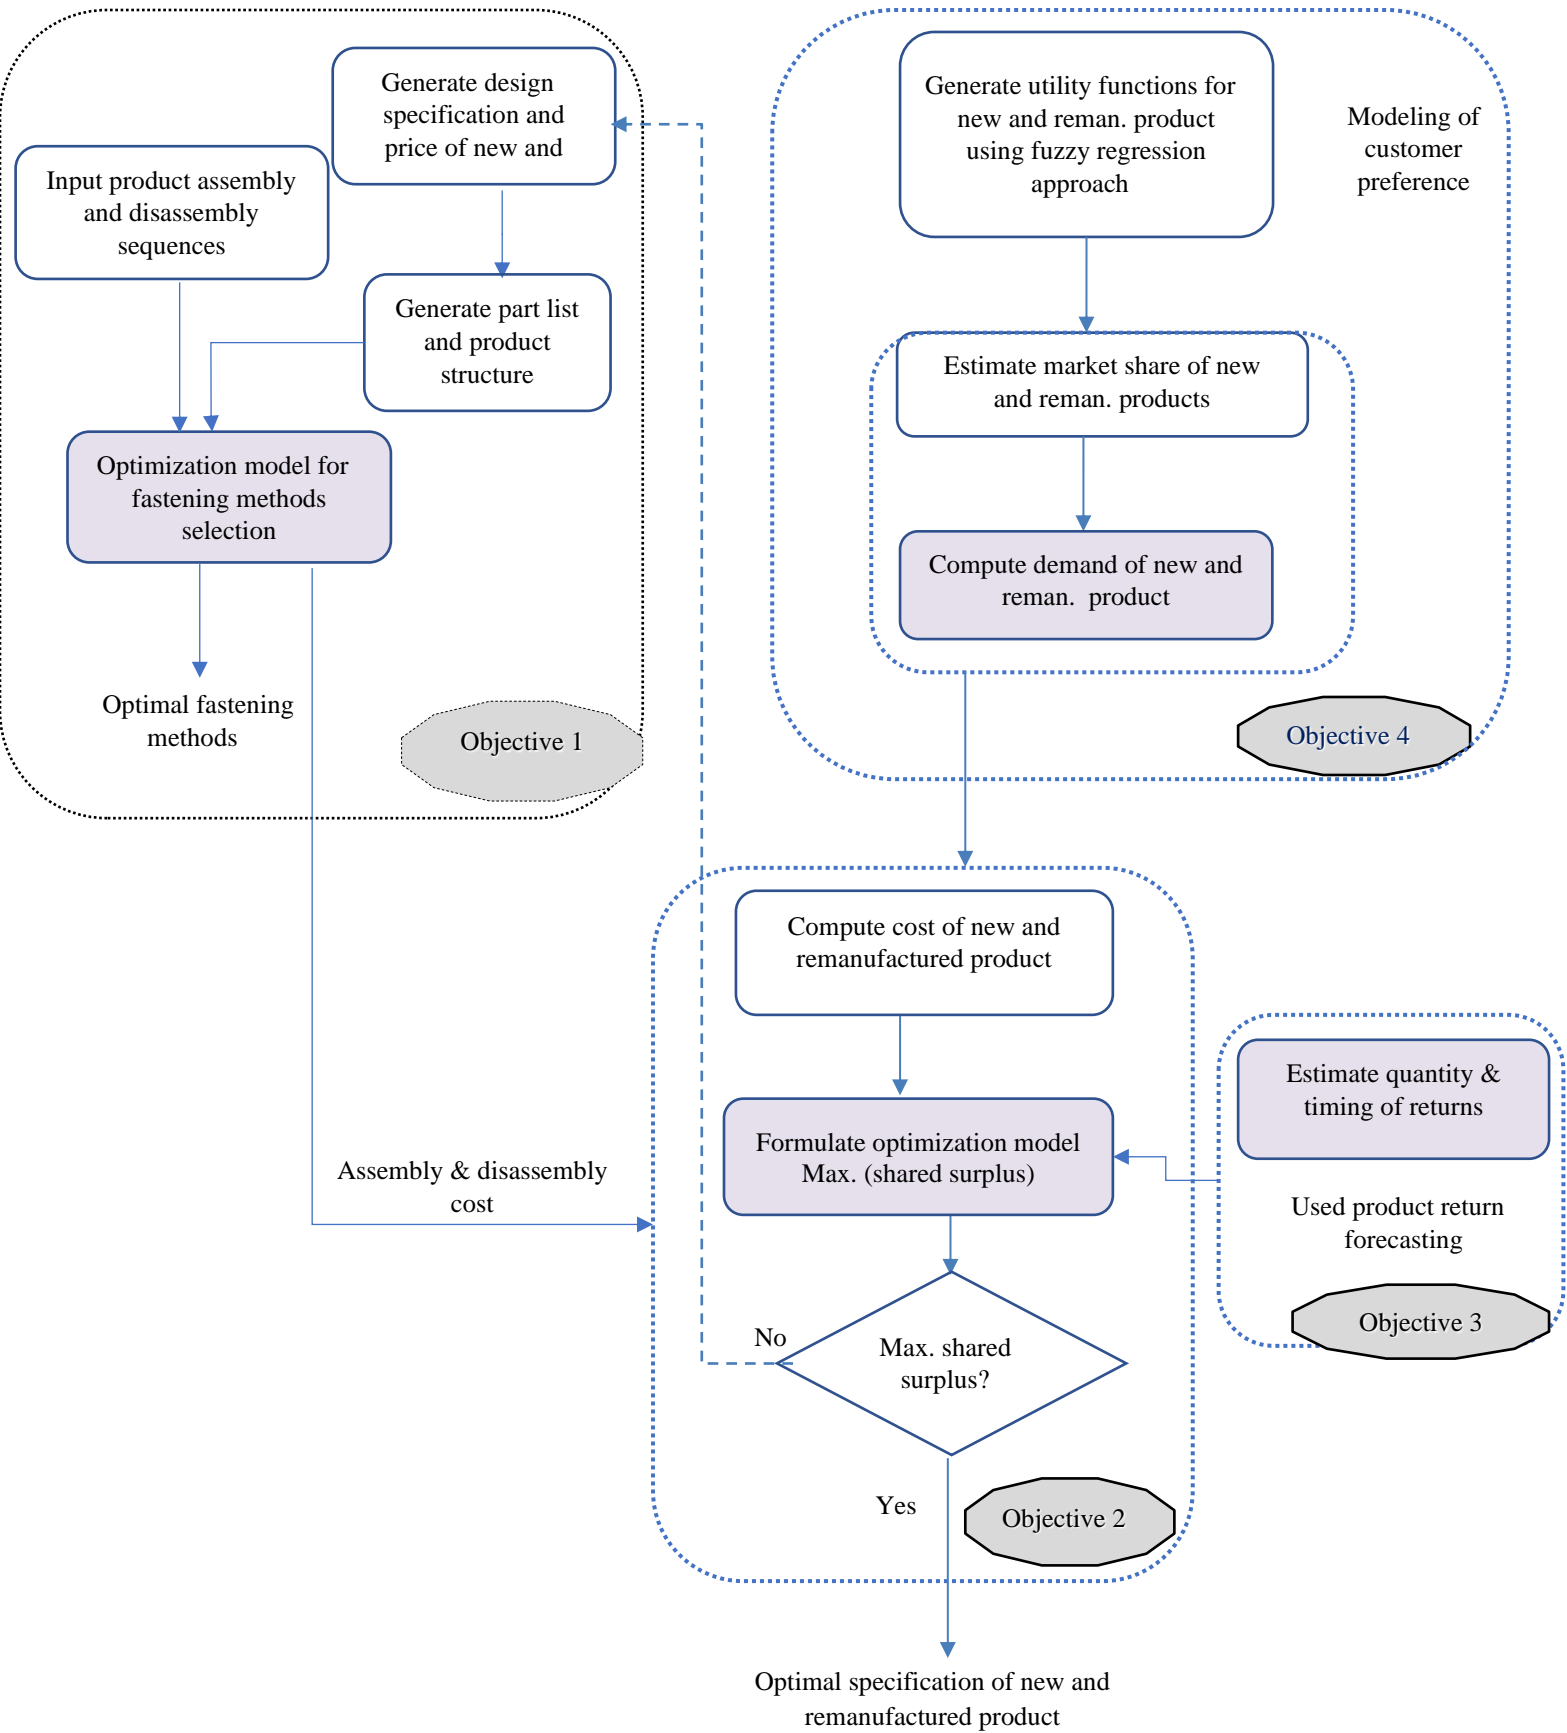 Generate design
specification and
price of new and
Input product assembly
and disassembly
sequences
Generate part list
and product
structure
Optimization model for
fastening methods
selection
Optimal fastening
methods
Objective 1
Generate utility functions for
new and reman. product
using fuzzy regression
approach
Modeling of
customer
preference
Estimate market share of new
and reman. products
Compute demand of new and
reman. product
Objective 4
Compute cost of new and
remanufactured product
Formulate optimization model
Max. (shared surplus)
Assembly & disassembly
cost
Estimate quantity &
timing of returns
Used product return
forecasting
Objective 3
No
Max. shared
surplus?
Yes
Objective 2
Optimal specification of new and
remanufactured product